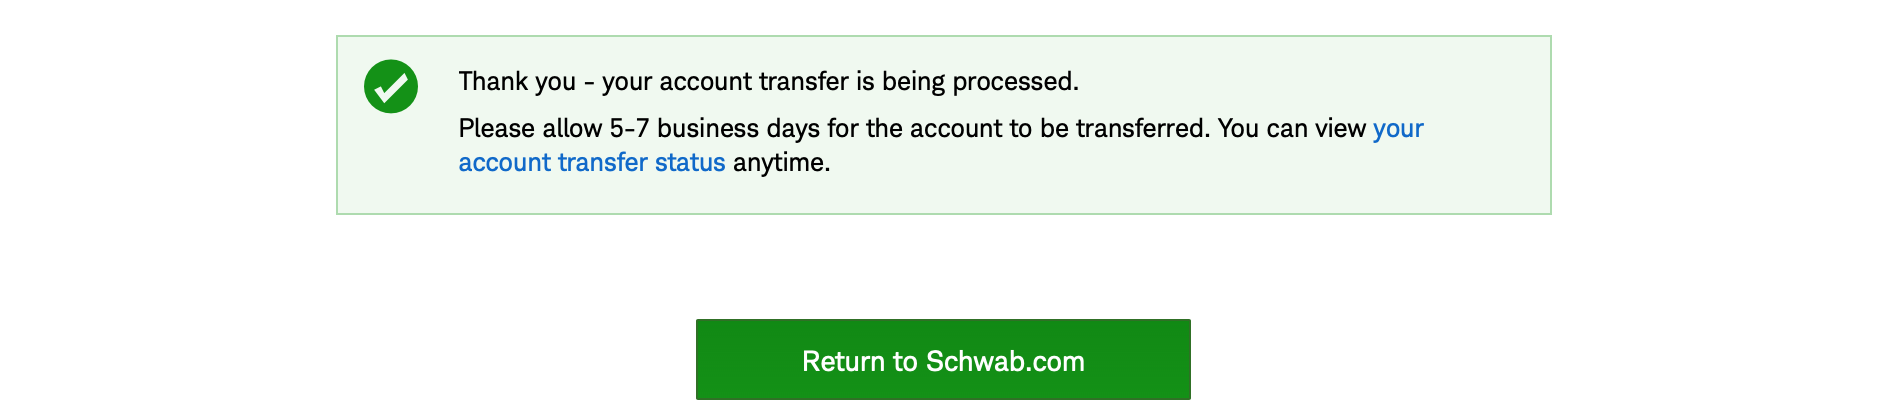 Thank you - your account transfer is being processed.
Please allow 5-7 business days for the account to be transferred. You can view your
account transfer status anytime.
Return to Schwab.com